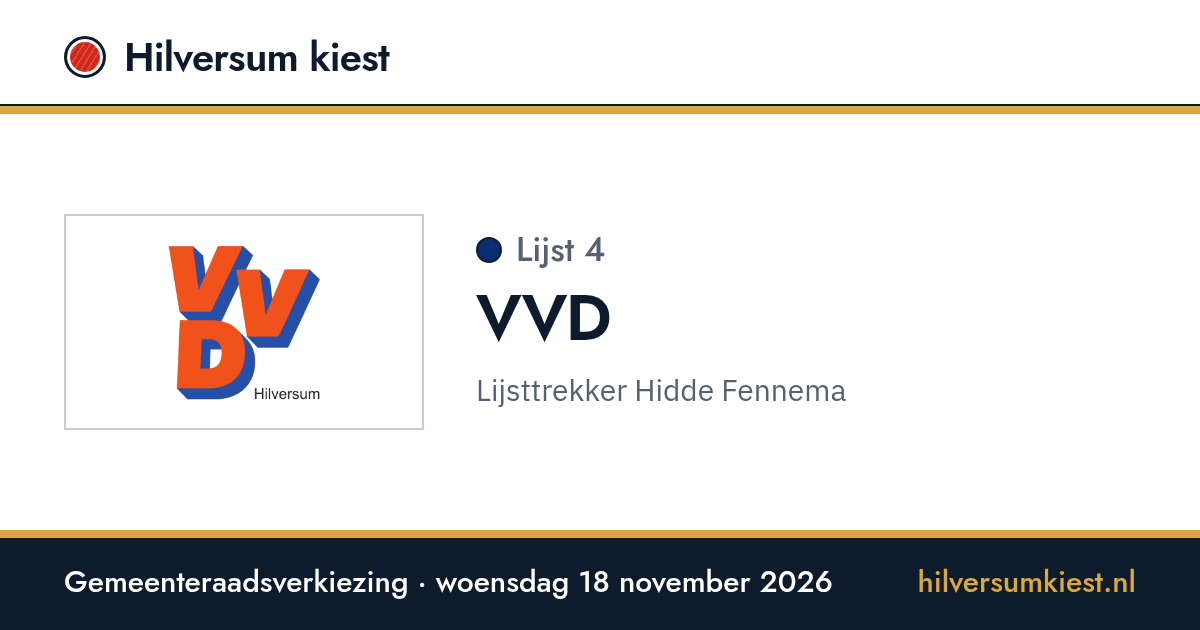 Hilversum kiest
VVD
Hilversum
Lijst 4
VVD
Lijsttrekker Hidde Fennema
Gemeenteraadsverkiezing · woensdag 18 november 2026
hilversumkiest.nl